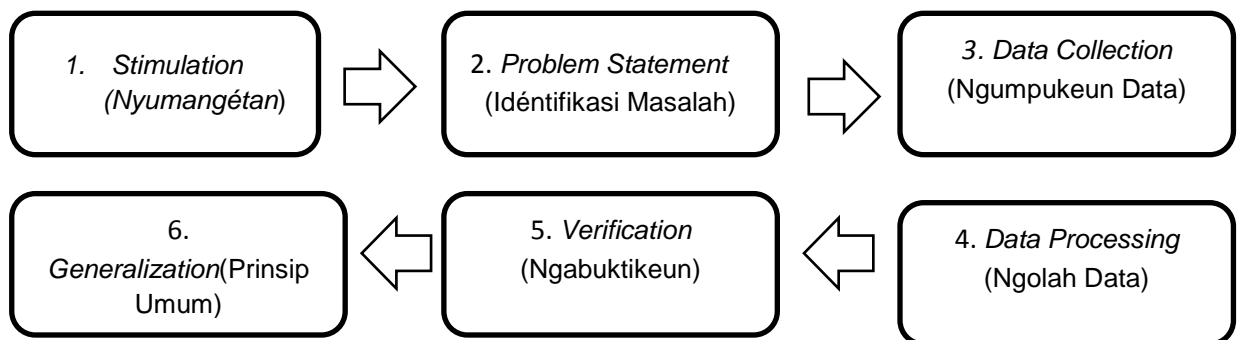 1. Stimulation
(Nyumangétan)
2. Problem Statement
(Idéntifikasi Masalah)
3. Data Collection
(Ngumpukeun Data)
4. Data Processing
(Ngolah Data)
5. Verification
(Ngabuktikeun)
6.
Generalization(Prinsip
Umum)